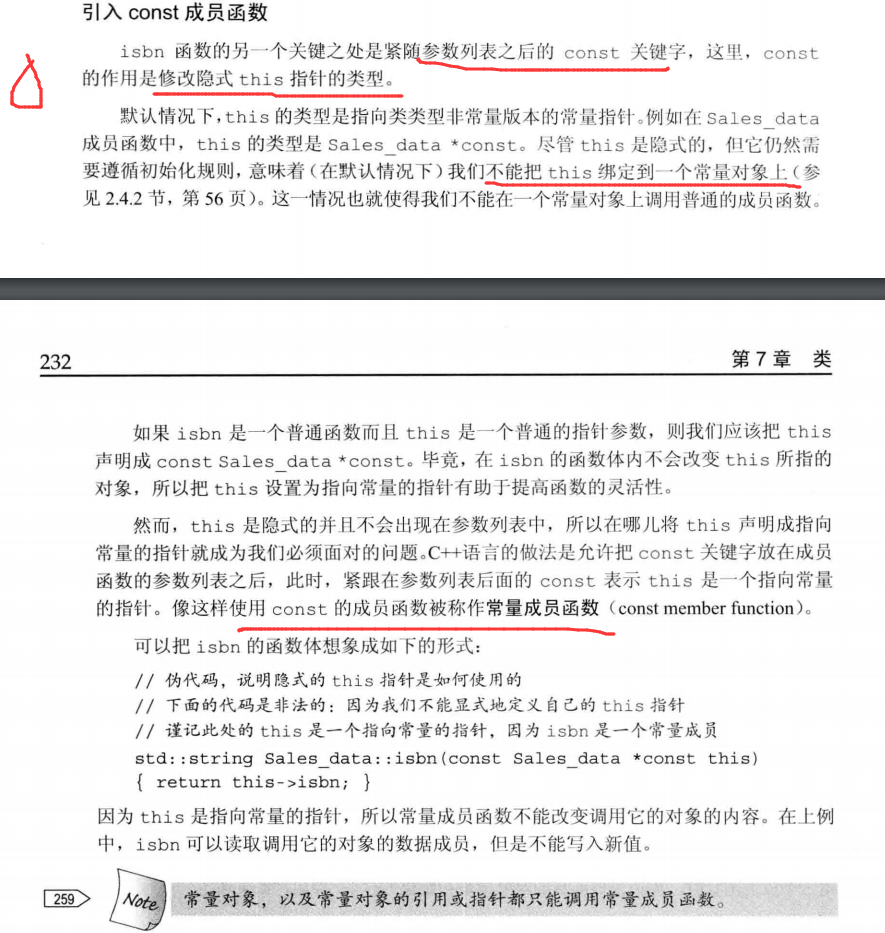 引入 const 成员函数
isbn 函数的另一个关键之处是紧随参数列表之后的 const 关键字，这里，const
的作用是修改隐式 this 指针的类型。
默认情况下，this 的类型是指向类类型非常量版本的常量指针。例如在 Sales_data
成员函数中，this 的类型是 Sales_data *const。尽管 this 是隐式的，但它仍然需
要遵循初始化规则，意味着（在默认情况下）我们不能把 this 绑定到一个常量对象上（参
见 2.4.2 节，第 56 页）。这一情况也就使得我们不能在一个常量对象上调用普通的成员函数。
232
第 7 章 类
如果 isbn 是一个普通函数而且 this 是一个普通的指针参数，则我们应该把 this
声明成 const Sales_data *const。毕竟，在 isbn 的函数体内不会改变 this 所指的
对象，所以把 this 设置为指向常量的指针有助于提高函数的灵活性。
然而，this 是隐式的并且不会出现在参数列表中，所以在哪儿将 this 声明成指向
常量的指针就成为我们必须面对的问题。C++语言的做法是允许把 const 关键字放在成员
函数的参数列表之后，此时，紧跟在参数列表后面的 const 表示 this 是一个指向常量
的指针。像这样使用 const 的成员函数被称作常量成员函数（const member function）。
可以把 isbn 的函数体想象成如下的形式：
// 伪代码，说明隐式的 this 指针是如何使用的
// 下面的代码是非法的：因为我们不能显式地定义自己的 this 指针
// 谨记此处的 this 是一个指向常量的指针，因为 isbn 是一个常量成员
std::string Sales_data::isbn(const Sales_data *const this)
{ return this->isbn; }
因为 this 是指向常量的指针，所以常量成员函数不能改变调用它的对象的内容。在上例
中，isbn 可以读取调用它的对象的数据成员，但是不能写入新值。
259
Note
常量对象，以及常量对象的引用或指针都只能调用常量成员函数。